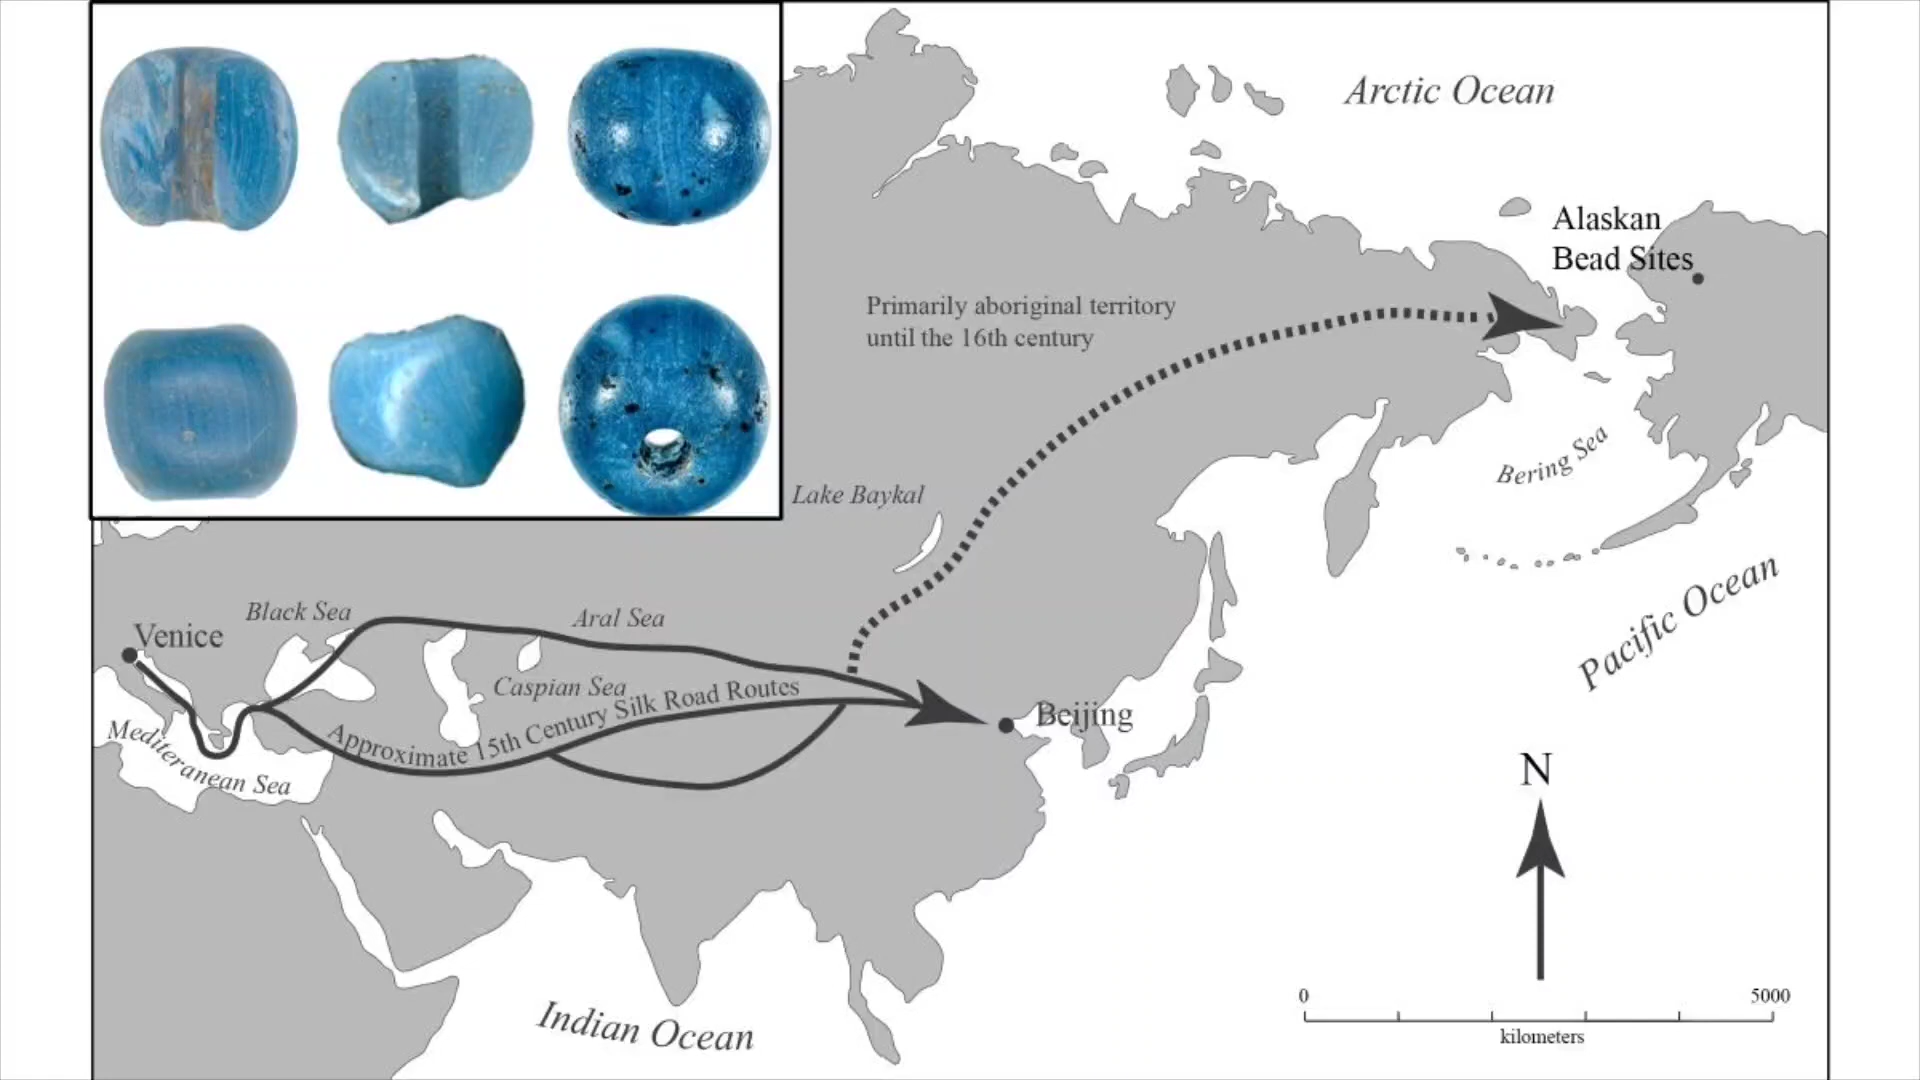 Arctic Ocean
Alaskan
Bead Sites
Primarily aboriginal territory
until the 16th century
Bering Sea
Lake Baykal
Pacific Ocean
Black Sea
Aral Sea
Venice
Caspian Sea
Approximate 15th Century Silk Road Routes
Beijing
Mediteranean Sea
N
0 5000
kilometers
Indian Ocean